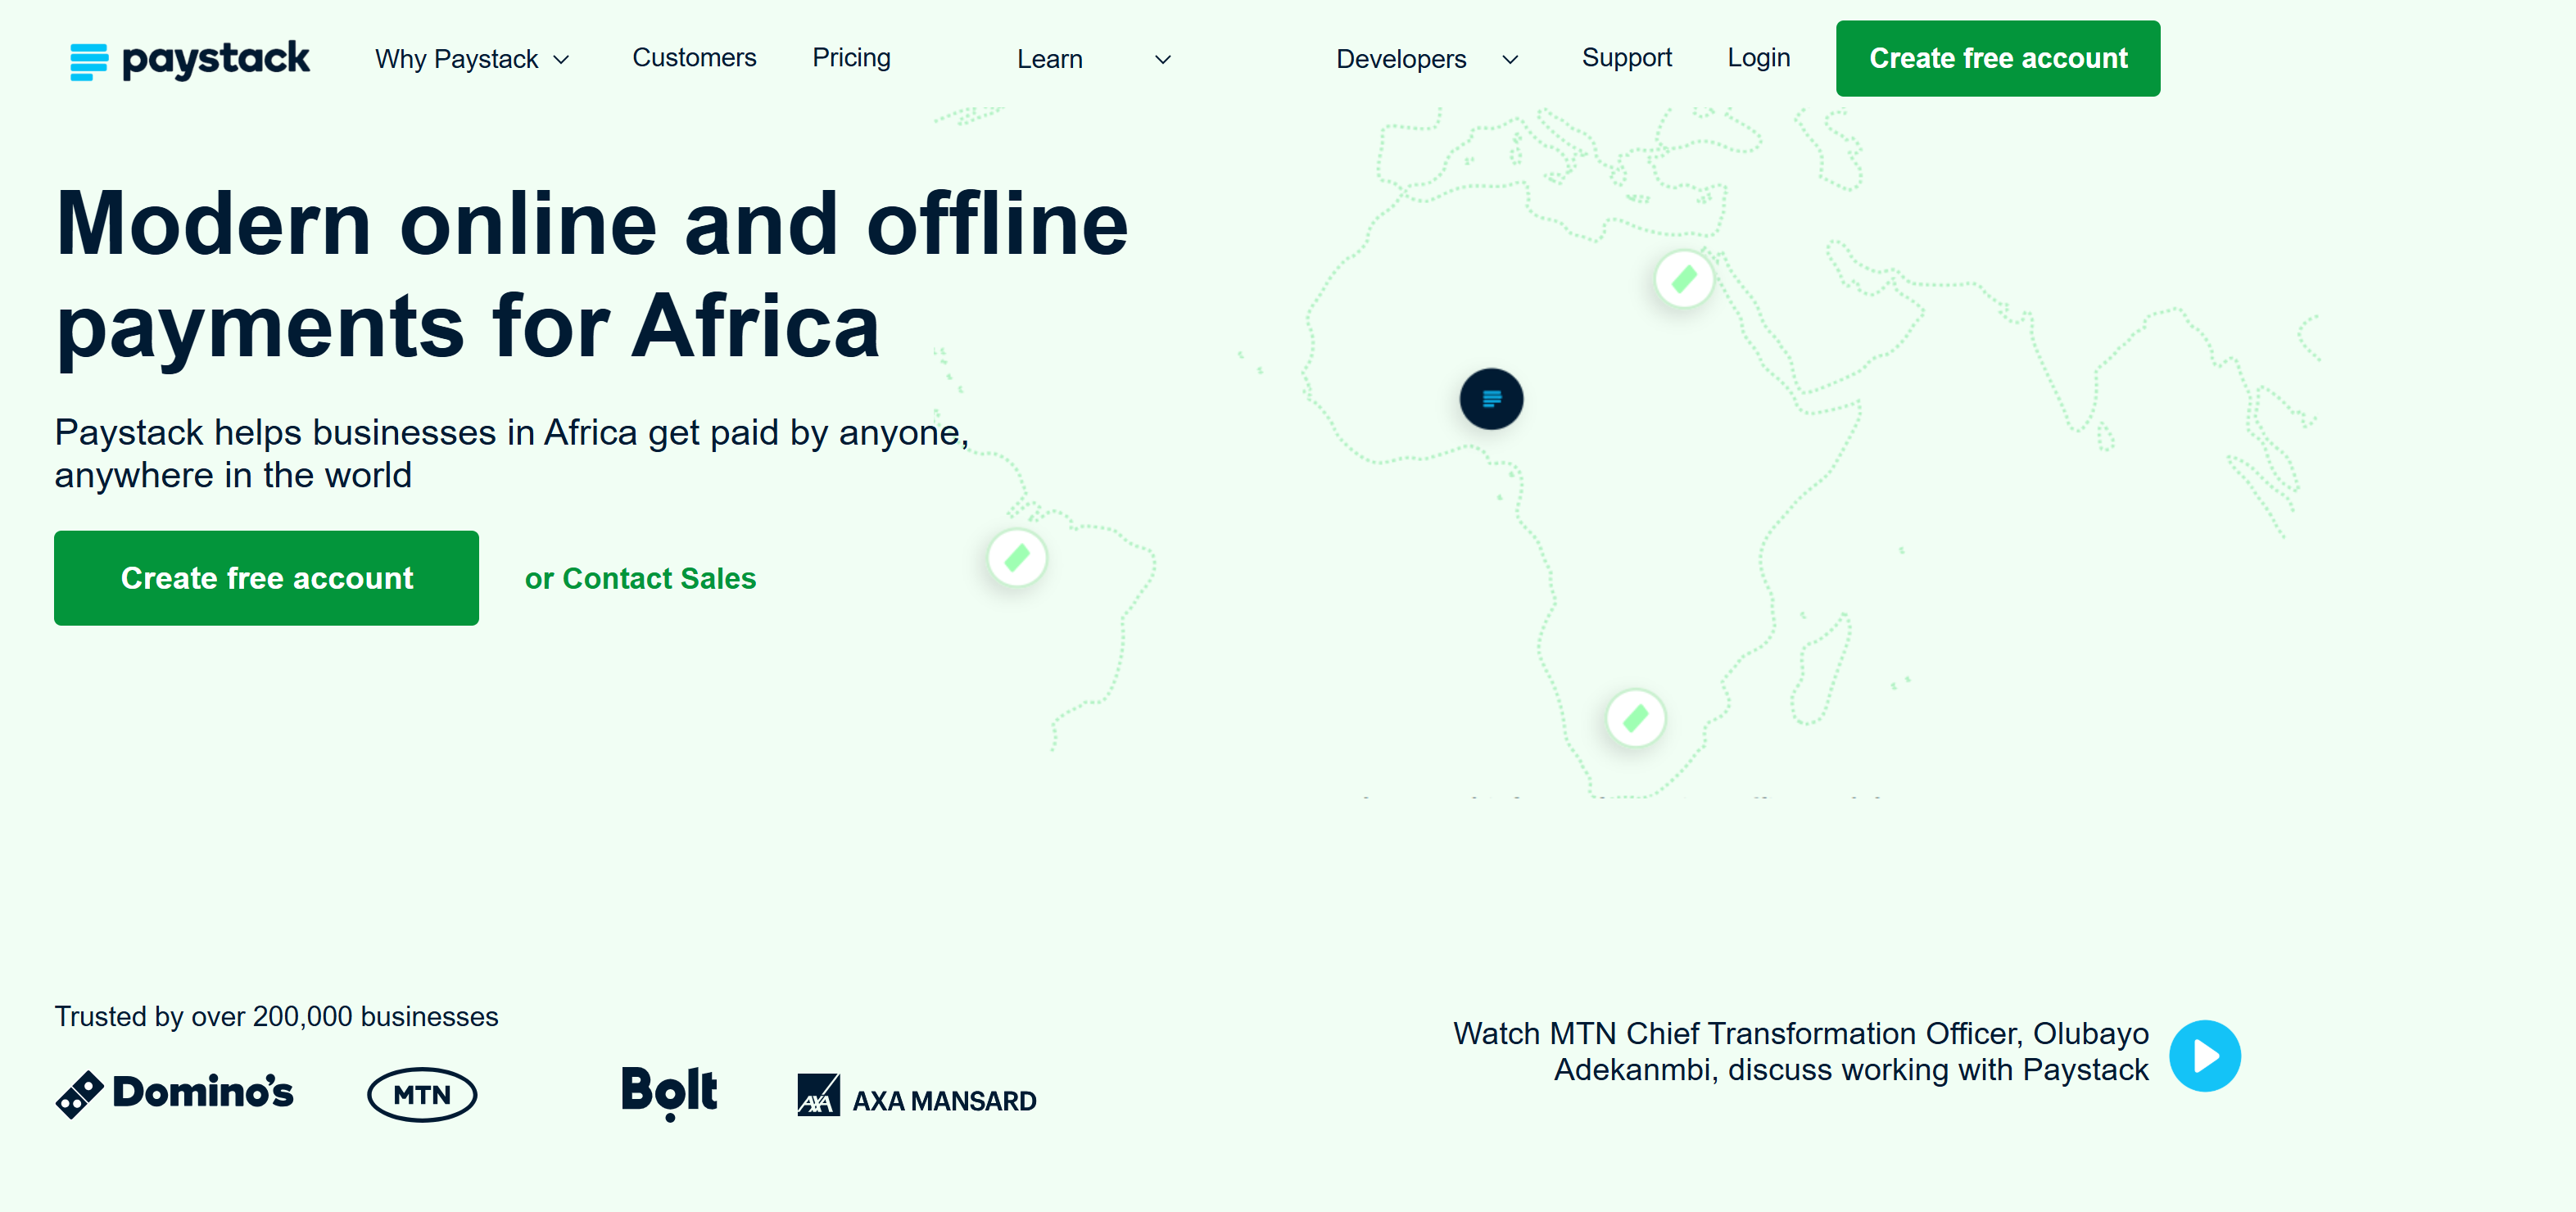 paystack
Why Paystack
Customers
Pricing
Learn
Developers
Support
Login
Create free account
Modern online and offline
payments for Africa
Paystack helps businesses in Africa get paid by anyone,
anywhere in the world
Create free account
or Contact Sales
Trusted by over 200,000 businesses
Domino's
MTN
Bolt
AXA
AXA MANSARD
Watch MTN Chief Transformation Officer, Olubayo
Adekanmbi, discuss working with Paystack